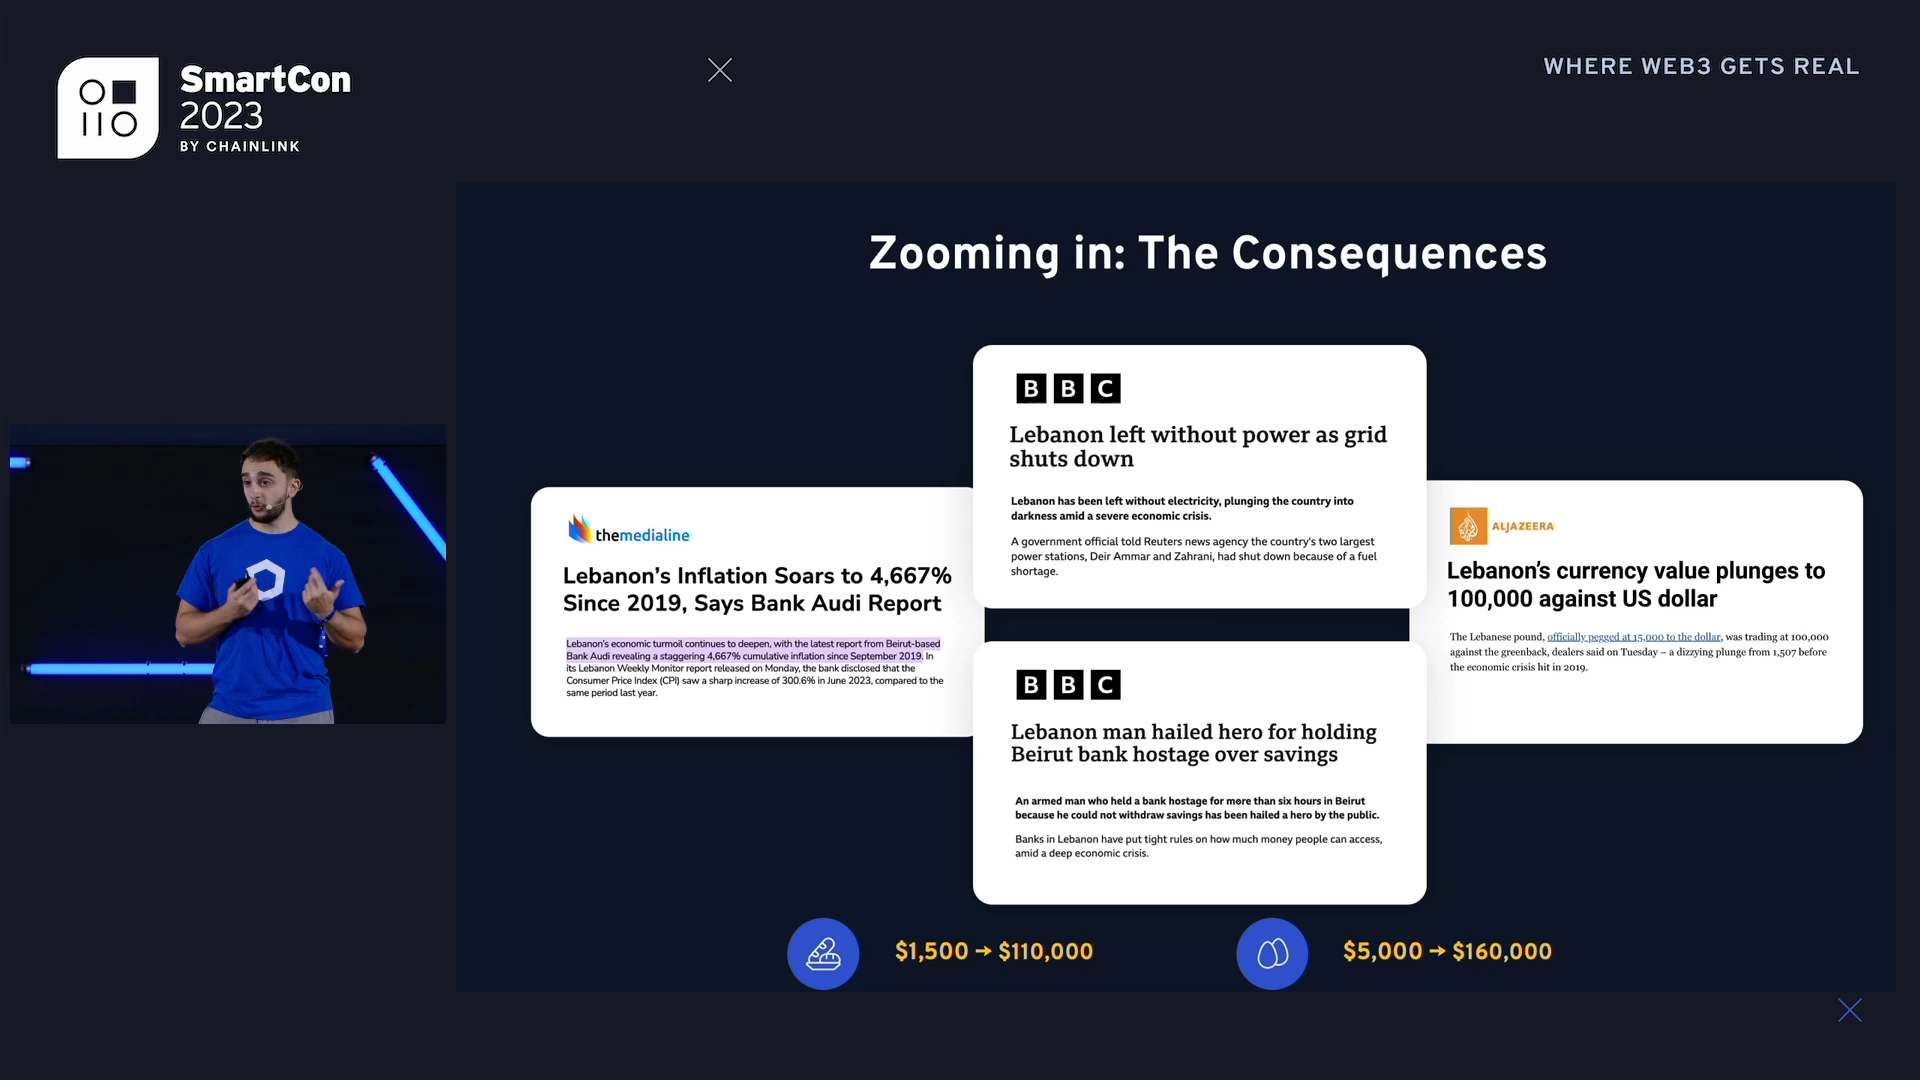 SmartCon
2023
BY CHAINLINK
WHERE WEB3 GETS REAL
Zooming in: The Consequences
themedialine
Lebanon’s Inflation Soars to 4,667%
Since 2019, Says Bank Audi Report
Lebanon's economic turmoil continues to deepen, with the latest report from Beirut-based
Bank Audi revealing a staggering 4,667% cumulative inflation since September 2019. In
its Lebanon Weekly Monitor report released on Monday, the bank disclosed that the
Consumer Price Index (CPI) saw a sharp increase of 300.6% in June 2023, compared to the
same period last year.
BBC
Lebanon left without power as grid
shuts down
Lebanon has been left without electricity, plunging the country into
darkness amid a severe economic crisis.
A government official told Reuters news agency the country's two largest
power stations, Deir Ammar and Zahrani, had shut down because of a fuel
shortage.
BBC
Lebanon man hailed hero for holding
Beirut bank hostage over savings
An armed man who held a bank hostage for more than six hours in Beirut
because he could not withdraw savings has been hailed a hero by the public.
Banks in Lebanon have put tight rules on how much money people can access,
amid a deep economic crisis.
ALJAZEERA
Lebanon’s currency value plunges to
100,000 against US dollar
The Lebanese pound, officially pegged at 15,000 to the dollar, was trading at 100,000
against the greenback, dealers said on Tuesday – a dizzying plunge from 1,507 before
the economic crisis hit in 2019.
$1,500 → $110,000
$5,000 → $160,000